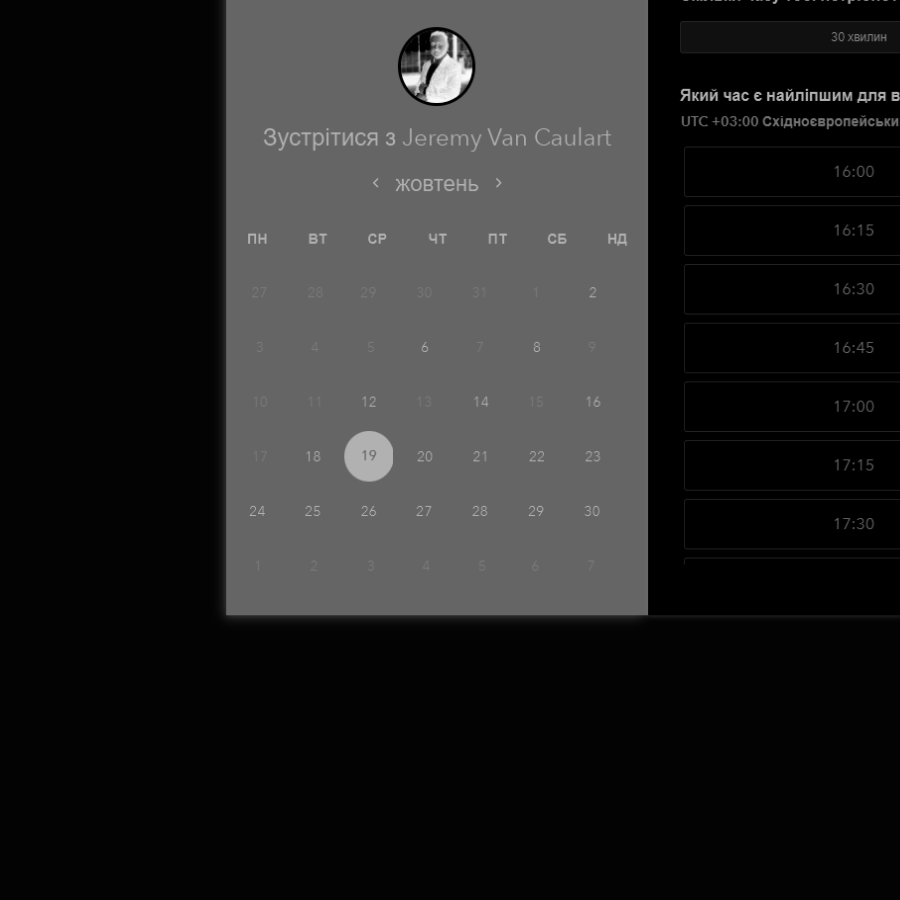 Зустрітися з Jeremy Van Caulart
жовтень
ПН ВТ СР ЧТ ПТ СБ НД
27 28 29 30 31 1 2
3 4 5 6 7 8 9
10 11 12 13 14 15 16
17 18 19 20 21 22 23
24 25 26 27 28 29 30
1 2 3 4 5 6 7
30 хвилин
Який час є найліпшим для в
UTC +03:00 Східноєвропейськи
16:00
16:15
16:30
16:45
17:00
17:15
17:30